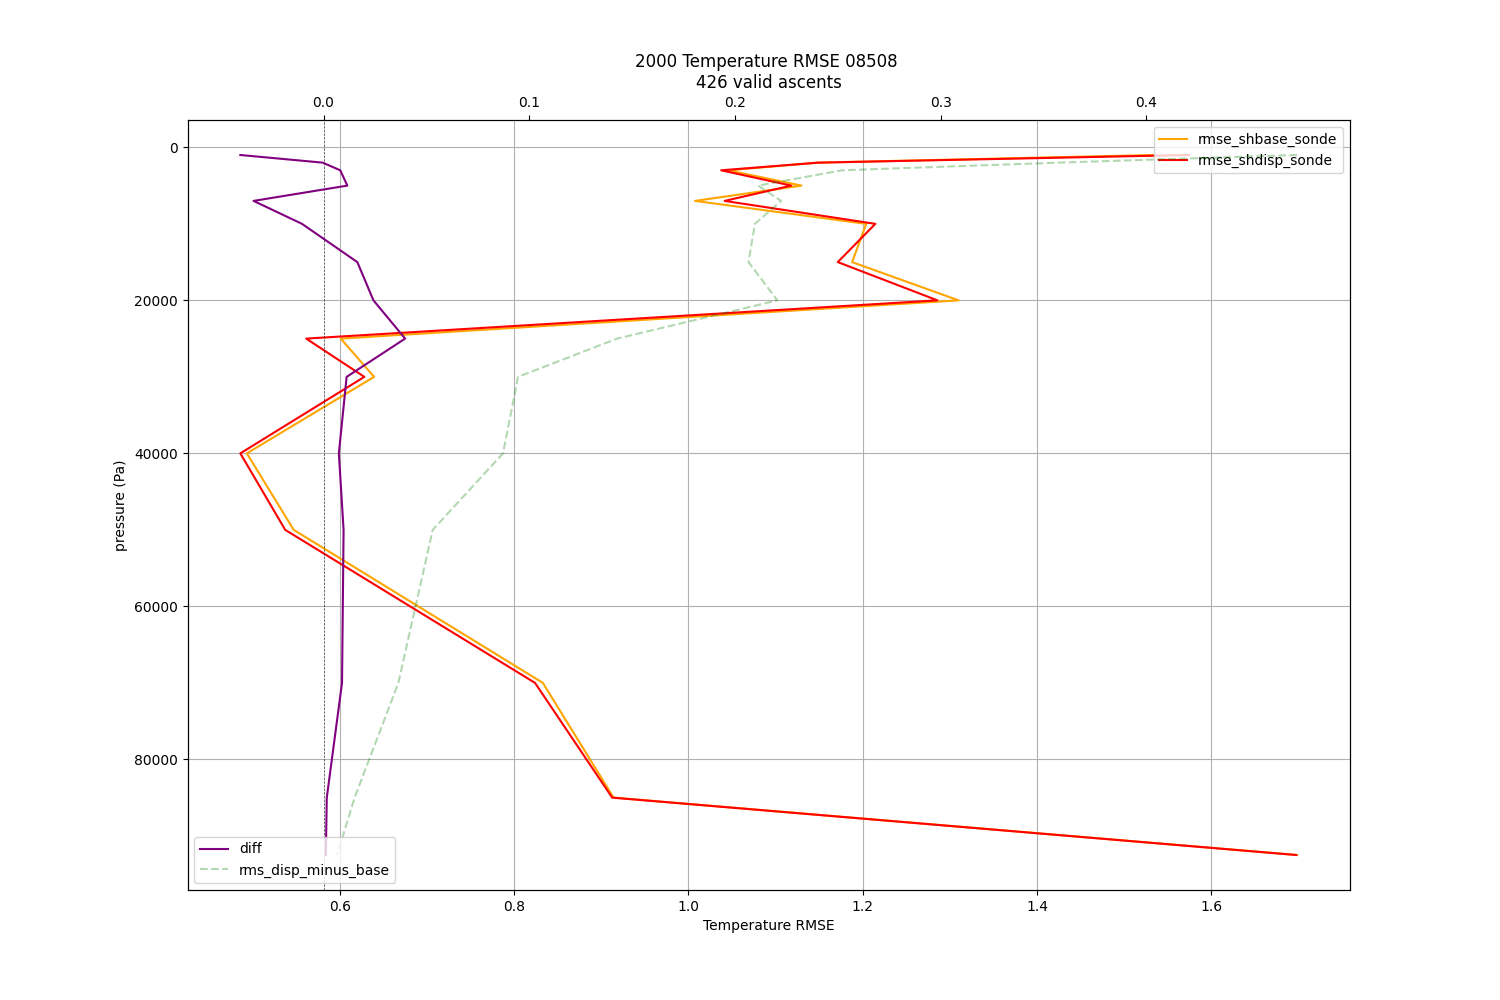 2000 Temperature RMSE 08508
426 valid ascents
0.0 0.1 0.2 0.3 0.4
rmse_shbase_sonde
rmse_shdisp_sonde
0
20000
40000
60000
80000
pressure (Pa)
diff
rms_disp_minus_base
0.6 0.8 1.0 1.2 1.4 1.6
Temperature RMSE